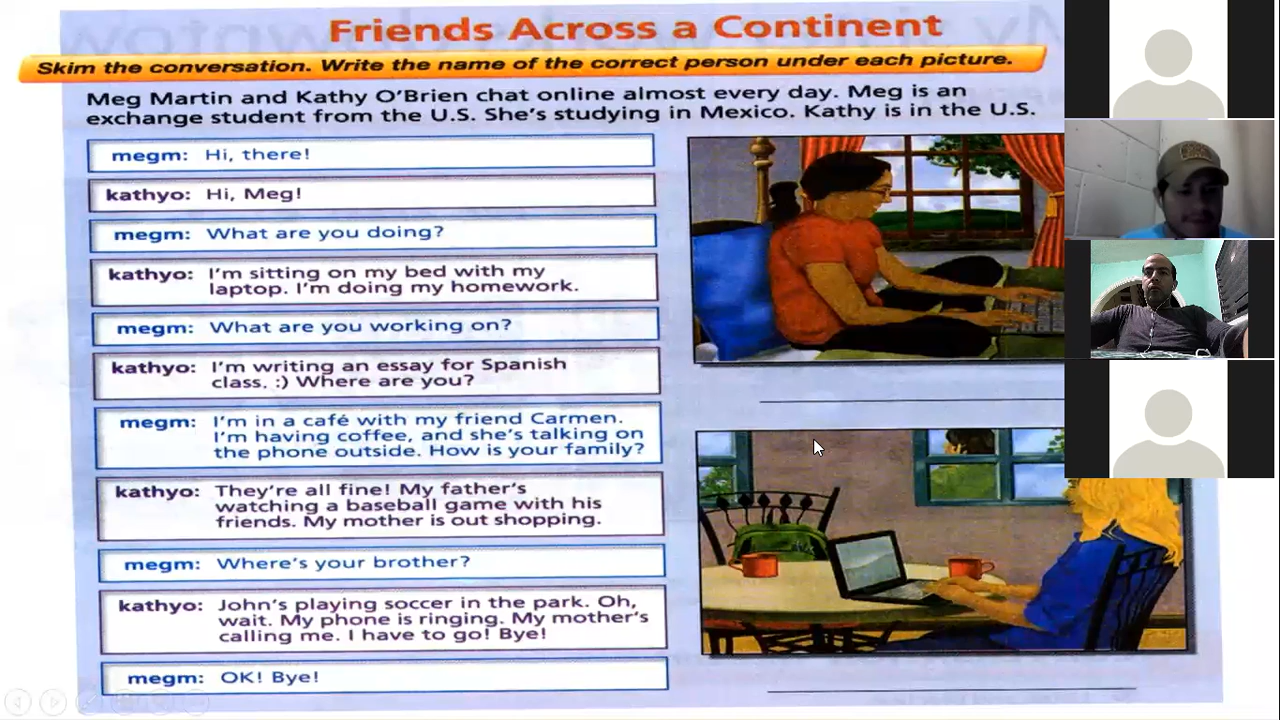 Friends Across a Continent
Skim the conversation. Write the name of the correct person under each picture.
Meg Martin and Kathy O'Brien chat online almost every day. Meg is an
exchange student from the U.S. She's studying in Mexico. Kathy is in the U.S.
megm: Hi, there!
kathyo: Hi, Meg!
megm: What are you doing?
kathyo: I'm sitting on my bed with my
laptop. I'm doing my homework.
megm: What are you working on?
kathyo: I'm writing an essay for Spanish
class. :) Where are you?
megm: I'm in a café with my friend Carmen.
I'm having coffee, and she's talking on
the phone outside. How is your family?
kathyo: They're all fine! My father's
watching a baseball game with his
friends. My mother is out shopping.
megm: Where's your brother?
kathyo: John's playing soccer in the park. Oh,
wait. My phone is ringing. My mother's
calling me. I have to go! Bye!
megm: OK! Bye!